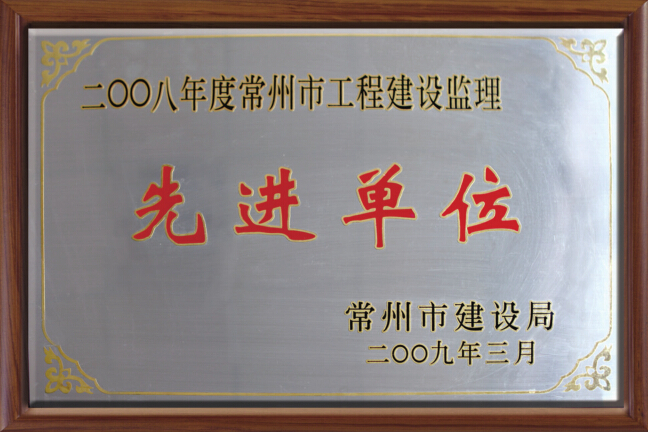 二〇〇八年度常州市工程建设监理
先进单位
常州市建设局
二〇〇九年三月